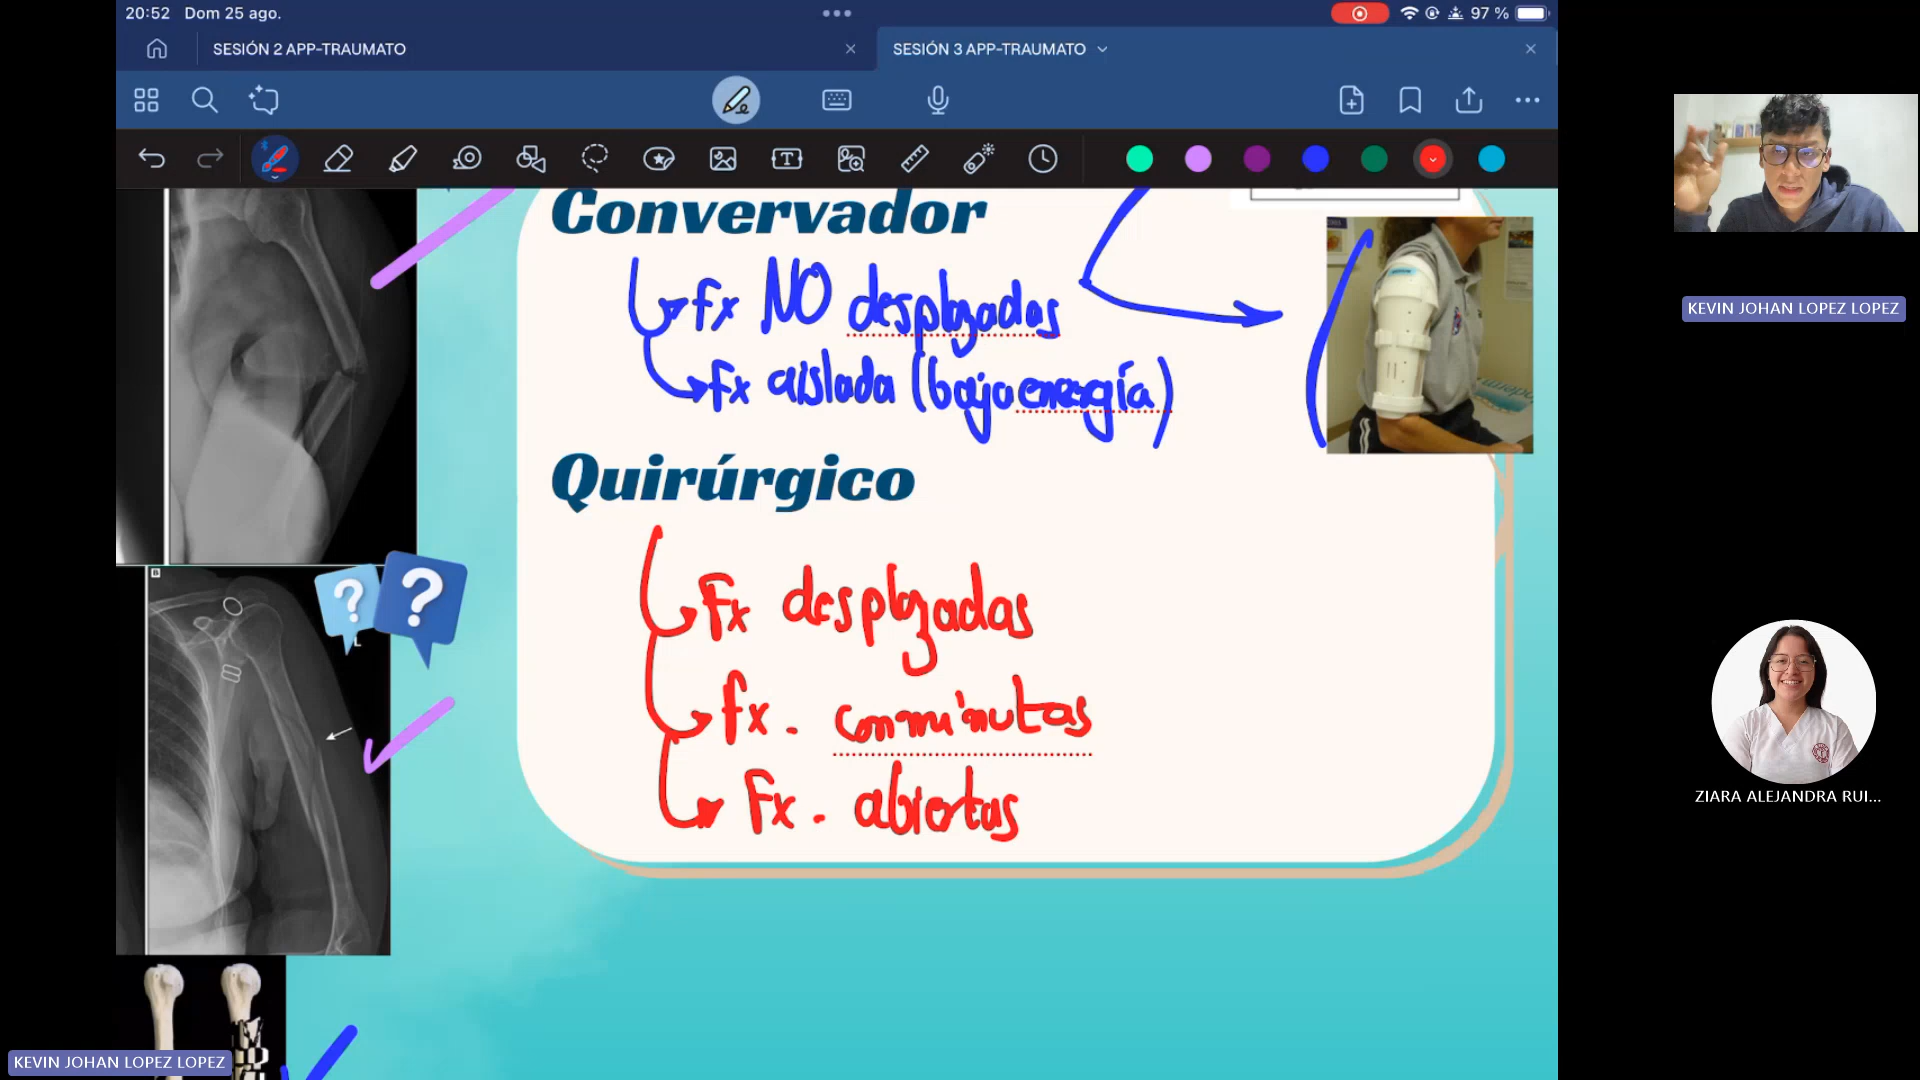 20:52 Dom 25 ago.
97 %
SESIÓN 2 APP-TRAUMATO
SESIÓN 3 APP-TRAUMATO
Convervador
fx NO desplazadas
fx aislada (baja energía)
Quirúrgico
Fx desplazadas
fx. conminutas
Fx. abiertas
B
L
KEVIN JOHAN LOPEZ LOPEZ
ZIARA ALEJANDRA RUI...
KEVIN JOHAN LOPEZ LOPEZ